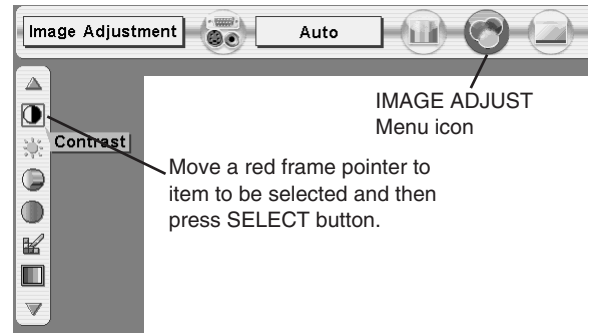 Image Adjustment
Auto
IMAGE ADJUST
Menu icon
Contrast
Move a red frame pointer to
item to be selected and then
press SELECT button.